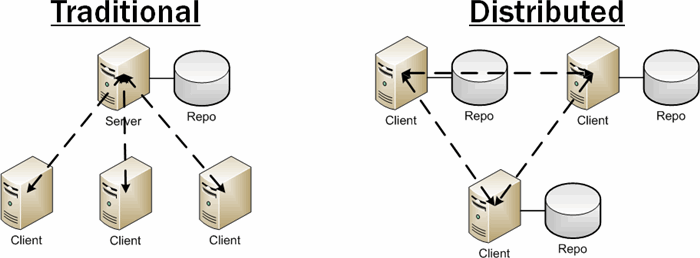 Traditional
Distributed
Server
Repo
Client
Client
Client
Client
Repo
Client
Repo
Client
Repo